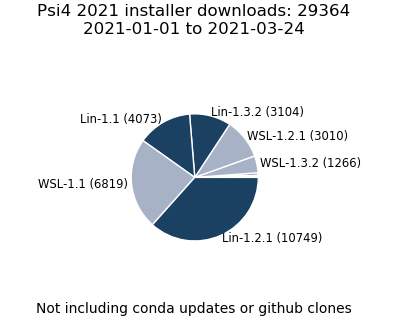 Psi4 2021 installer downloads: 29364
2021-01-01 to 2021-03-24
Lin-1.3.2 (3104)
Lin-1.1 (4073)
WSL-1.2.1 (3010)
WSL-1.3.2 (1266)
WSL-1.1 (6819)
Lin-1.2.1 (10749)
Not including conda updates or github clones